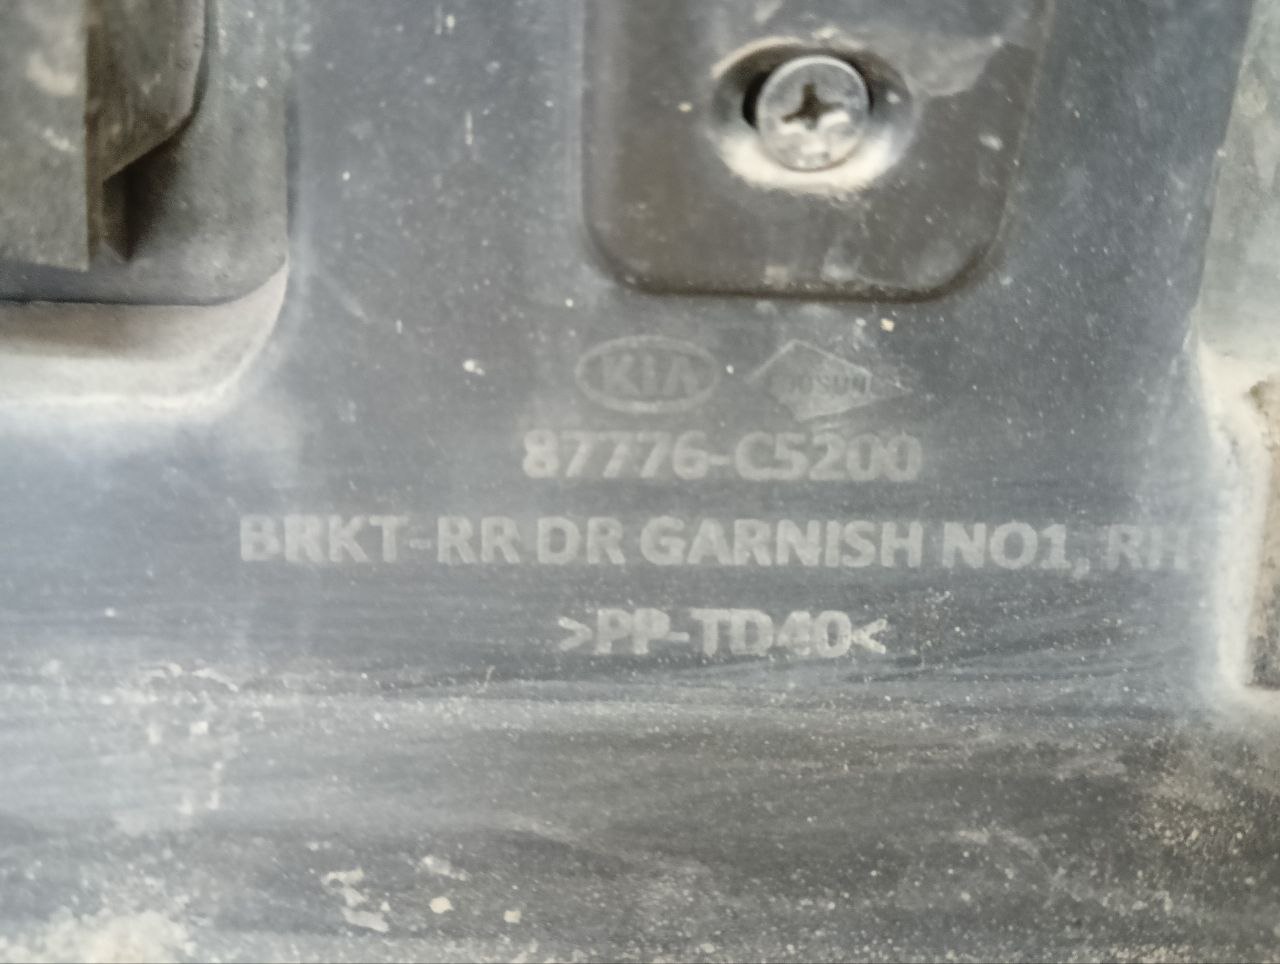 KIA
87776-C5200
BRKT-RR DR GARNISH NO1, RH
>PP-TD40<